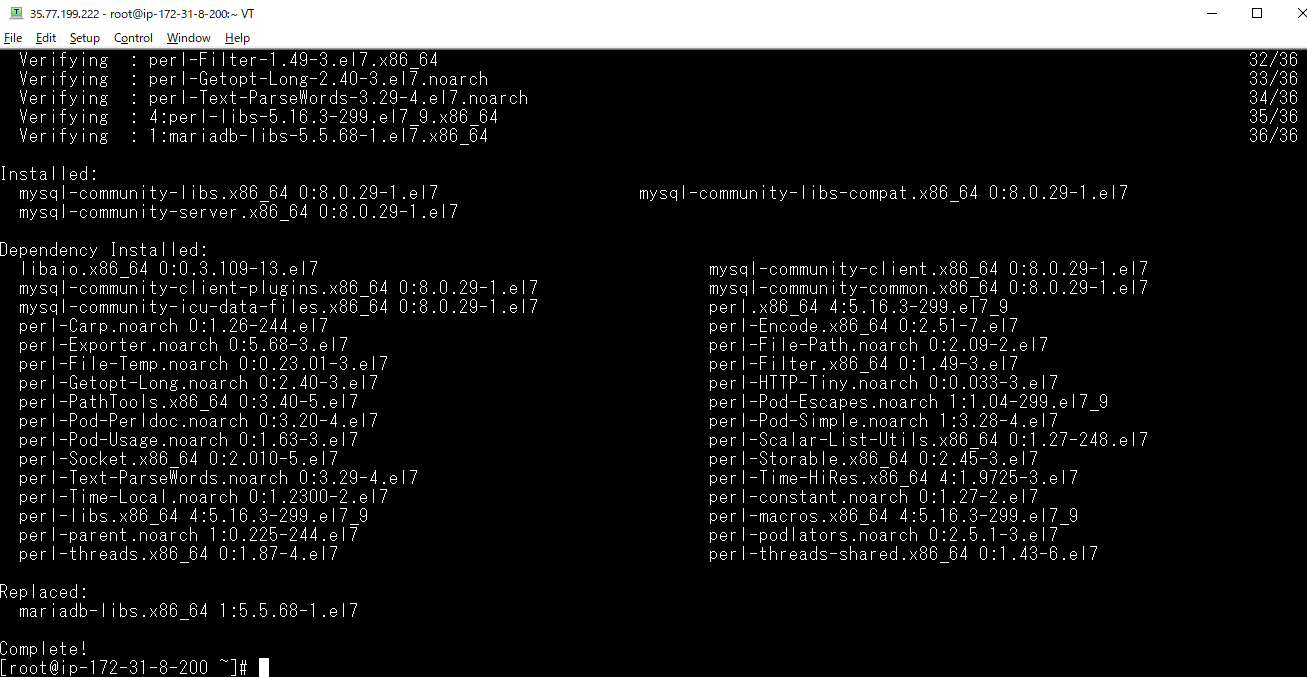 35.77.199.222 - root@ip-172-31-8-200:~ VT
File Edit Setup Control Window Help
Verifying : perl-Filter-1.49-3.el7.x86_64 32/36
Verifying : perl-Getopt-Long-2.40-3.el7.noarch 33/36
Verifying : perl-Text-ParseWords-3.29-4.el7.noarch 34/36
Verifying : 4:perl-libs-5.16.3-299.el7_9.x86_64 35/36
Verifying : 1:mariadb-libs-5.5.68-1.el7.x86_64 36/36
Installed:
mysql-community-libs.x86_64 0:8.0.29-1.el7 mysql-community-libs-compat.x86_64 0:8.0.29-1.el7
mysql-community-server.x86_64 0:8.0.29-1.el7
Dependency Installed:
libaio.x86_64 0:0.3.109-13.el7 mysql-community-client.x86_64 0:8.0.29-1.el7
mysql-community-client-plugins.x86_64 0:8.0.29-1.el7 mysql-community-common.x86_64 0:8.0.29-1.el7
mysql-community-icu-data-files.x86_64 0:8.0.29-1.el7 perl.x86_64 4:5.16.3-299.el7_9
perl-Carp.noarch 0:1.26-244.el7 perl-Encode.x86_64 0:2.51-7.el7
perl-Exporter.noarch 0:5.68-3.el7 perl-File-Path.noarch 0:2.09-2.el7
perl-File-Temp.noarch 0:0.23.01-3.el7 perl-Filter.x86_64 0:1.49-3.el7
perl-Getopt-Long.noarch 0:2.40-3.el7 perl-HTTP-Tiny.noarch 0:0.033-3.el7
perl-PathTools.x86_64 0:3.40-5.el7 perl-Pod-Escapes.noarch 1:1.04-299.el7_9
perl-Pod-Perldoc.noarch 0:3.20-4.el7 perl-Pod-Simple.noarch 1:3.28-4.el7
perl-Pod-Usage.noarch 0:1.63-3.el7 perl-Scalar-List-Utils.x86_64 0:1.27-248.el7
perl-Socket.x86_64 0:2.010-5.el7 perl-Storable.x86_64 0:2.45-3.el7
perl-Text-ParseWords.noarch 0:3.29-4.el7 perl-Time-HiRes.x86_64 4:1.9725-3.el7
perl-Time-Local.noarch 0:1.2300-2.el7 perl-constant.noarch 0:1.27-2.el7
perl-libs.x86_64 4:5.16.3-299.el7_9 perl-macros.x86_64 4:5.16.3-299.el7_9
perl-parent.noarch 1:0.225-244.el7 perl-podlators.noarch 0:2.5.1-3.el7
perl-threads.x86_64 0:1.87-4.el7 perl-threads-shared.x86_64 0:1.43-6.el7
Replaced:
mariadb-libs.x86_64 1:5.5.68-1.el7
Complete!
[root@ip-172-31-8-200 ~]#